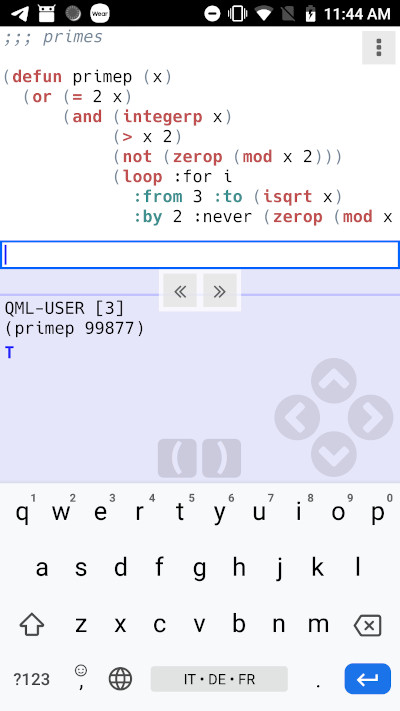 Wear
11:44 AM
;;; primes
(defun primep (x)
(or (= 2 x)
(and (integerp x)
(> x 2)
(not (zerop (mod x 2)))
(loop :for i
:from 3 :to (isqrt x)
:by 2 :never (zerop (mod x
« »
QML-USER [3]
(primep 99877)
T
( )
1 2 3 4 5 6 7 8 9 0
q w e r t y u i o p
a s d f g h j k l
z x c v b n m
?123 , IT • DE • FR .